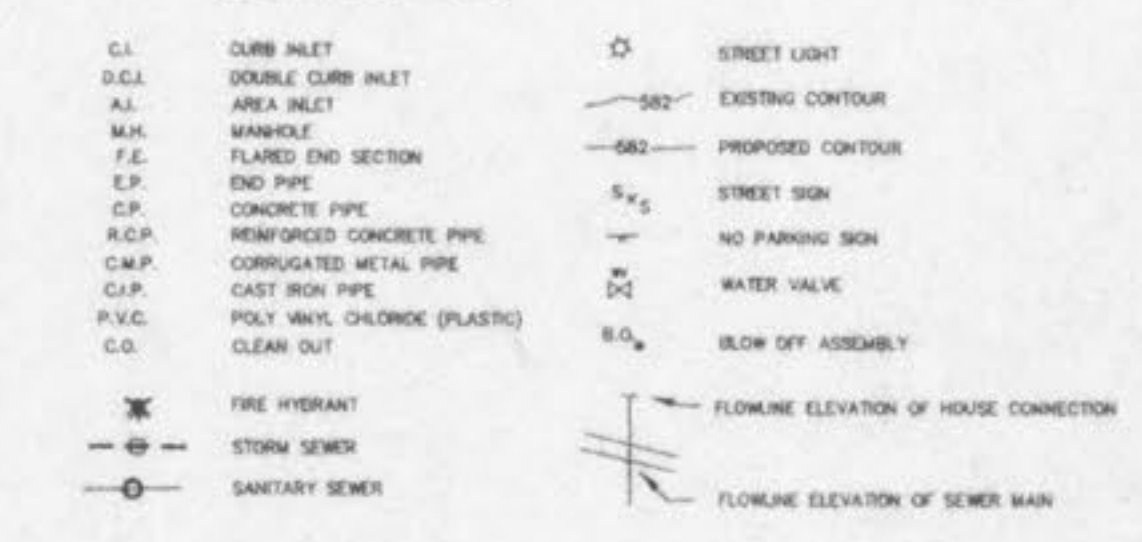 C.I. CURB INLET
D.C.I. DOUBLE CURB INLET
A.I. AREA INLET
M.H. MANHOLE
F.E. FLARED END SECTION
E.P. END PIPE
C.P. CONCRETE PIPE
R.C.P. REINFORCED CONCRETE PIPE
C.M.P. CORRUGATED METAL PIPE
C.I.P. CAST IRON PIPE
P.V.C. POLY VINYL CHLORIDE (PLASTIC)
C.O. CLEAN OUT
FIRE HYDRANT
STORM SEWER
SANITARY SEWER
STREET LIGHT
582 EXISTING CONTOUR
582 PROPOSED CONTOUR
S S STREET SIGN
NO PARKING SIGN
WV
WATER VALVE
B.O. BLOW OFF ASSEMBLY
FLOWLINE ELEVATION OF HOUSE CONNECTION
FLOWLINE ELEVATION OF SEWER MAIN